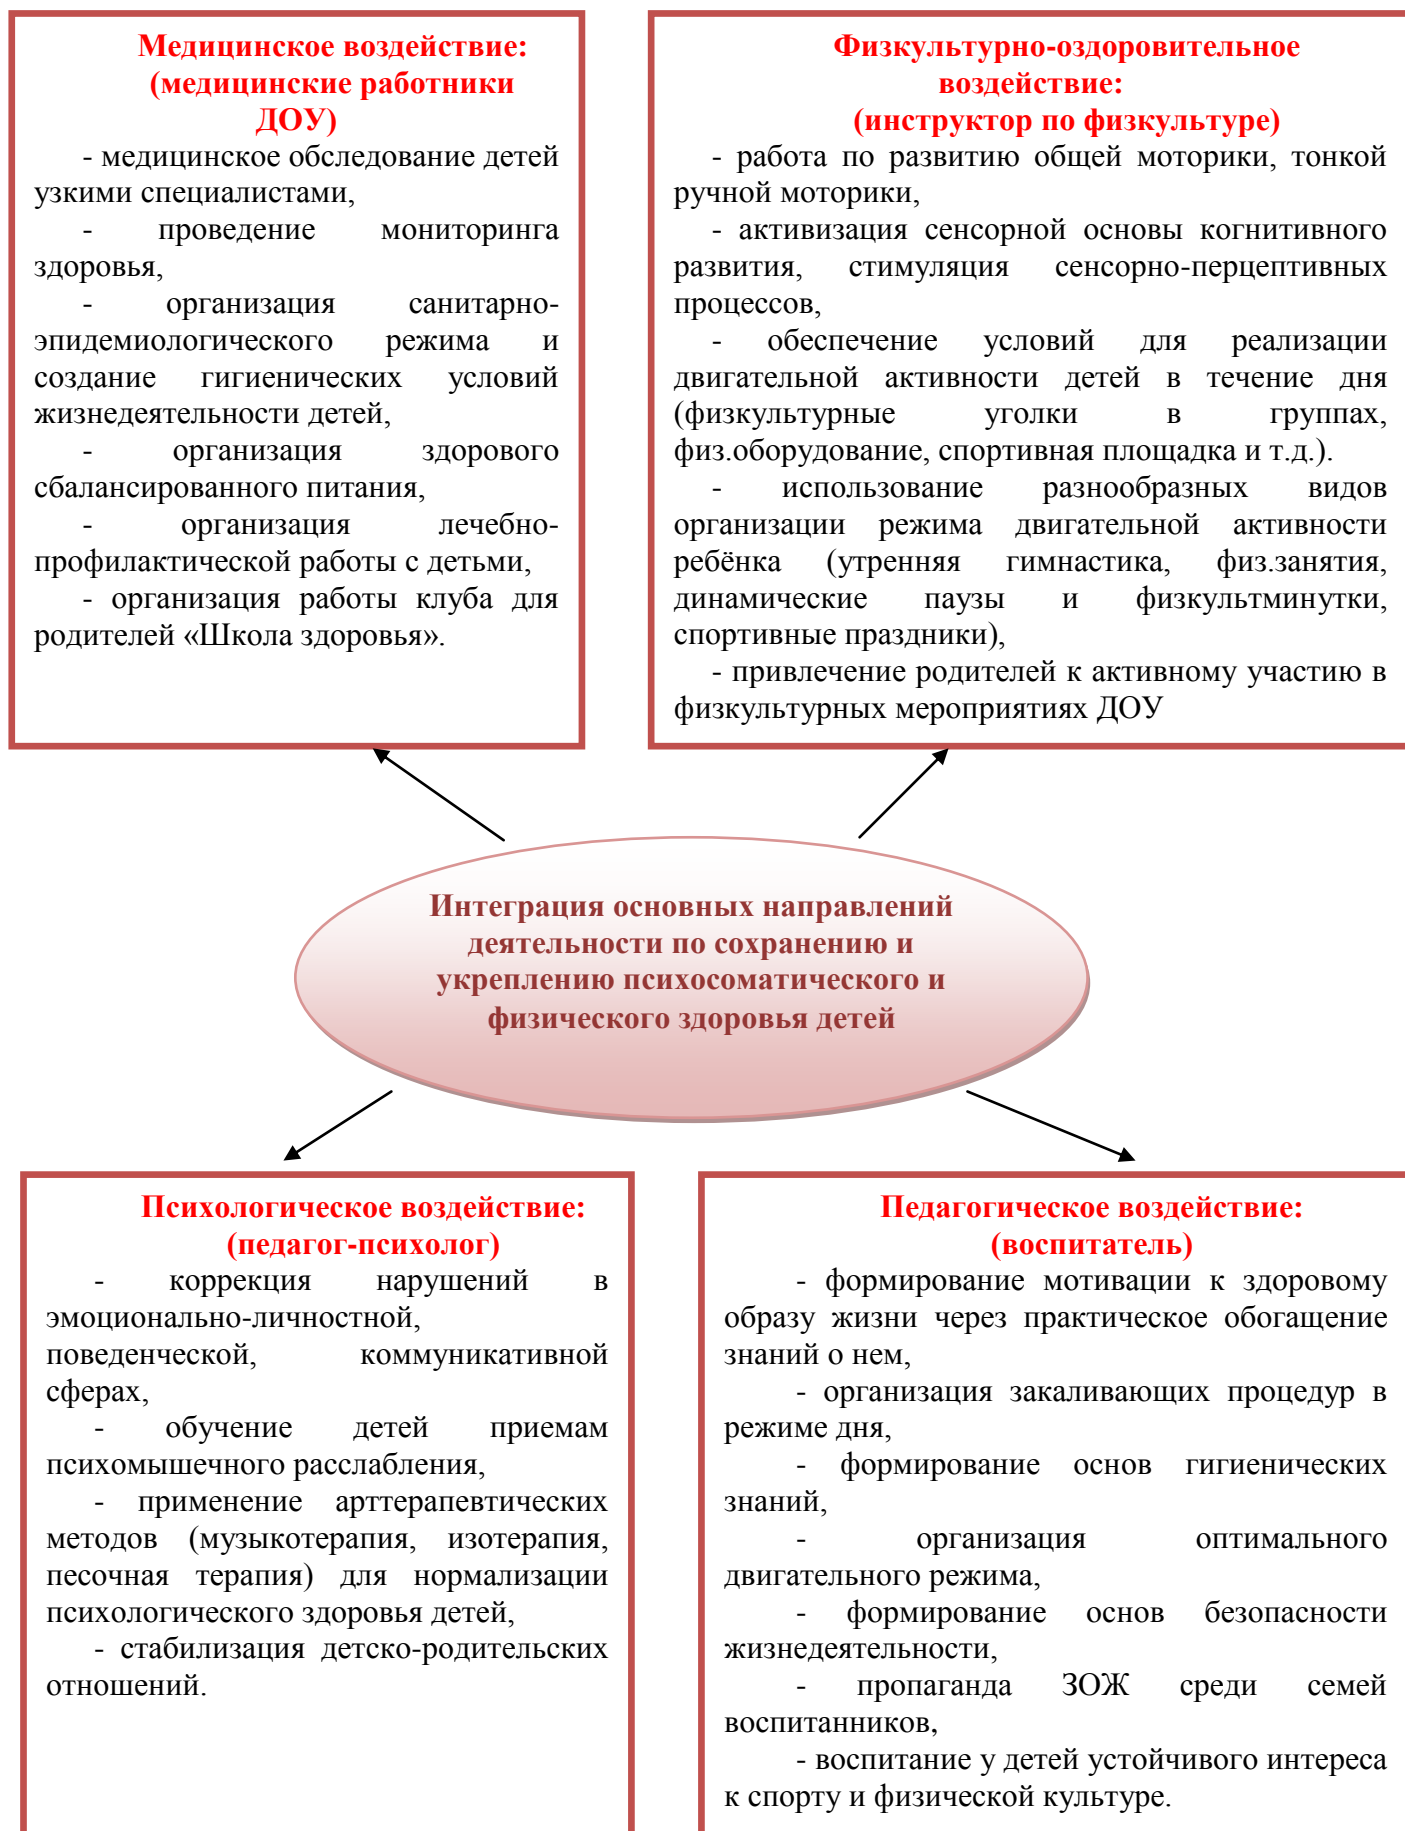 Медицинское воздействие:
(медицинские работники
ДОУ)
- медицинское обследование детей
узкими специалистами,
- проведение мониторинга
здоровья,
- организация санитарно-
эпидемиологического режима и
создание гигиенических условий
жизнедеятельности детей,
- организация здорового
сбалансированного питания,
- организация лечебно-
профилактической работы с детьми,
- организация работы клуба для
родителей «Школа здоровья».
Физкультурно-оздоровительное
воздействие:
(инструктор по физкультуре)
- работа по развитию общей моторики, тонкой
ручной моторики,
- активизация сенсорной основы когнитивного
развития, стимуляция сенсорно-перцептивных
процессов,
- обеспечение условий для реализации
двигательной активности детей в течение дня
(физкультурные уголки в группах,
физ.оборудование, спортивная площадка и т.д.).
- использование разнообразных видов
организации режима двигательной активности
ребёнка (утренняя гимнастика, физ.занятия,
динамические паузы и физкультминутки,
спортивные праздники),
- привлечение родителей к активному участию в
физкультурных мероприятиях ДОУ
Интеграция основных направлений
деятельности по сохранению и
укреплению психосоматического и
физического здоровья детей
Психологическое воздействие:
(педагог-психолог)
- коррекция нарушений в
эмоционально-личностной,
поведенческой, коммуникативной
сферах,
- обучение детей приемам
психомышечного расслабления,
- применение арттерапевтических
методов (музыкотерапия, изотерапия,
песочная терапия) для нормализации
психологического здоровья детей,
- стабилизация детско-родительских
отношений.
Педагогическое воздействие:
(воспитатель)
- формирование мотивации к здоровому
образу жизни через практическое обогащение
знаний о нем,
- организация закаливающих процедур в
режиме дня,
- формирование основ гигиенических
знаний,
- организация оптимального
двигательного режима,
- формирование основ безопасности
жизнедеятельности,
- пропаганда ЗОЖ среди семей
воспитанников,
- воспитание у детей устойчивого интереса
к спорту и физической культуре.